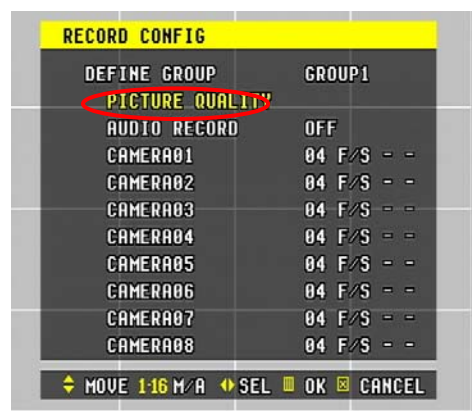 RECORD CONFIG
DEFINE GROUP GROUP1
PICTURE QUALITY
AUDIO RECORD OFF
CAMERA01 04 F/S - -
CAMERA02 04 F/S - -
CAMERA03 04 F/S - -
CAMERA04 04 F/S - -
CAMERA05 04 F/S - -
CAMERA06 04 F/S - -
CAMERA07 04 F/S - -
CAMERA08 04 F/S - -
MOVE 1-16 M/A SEL OK CANCEL